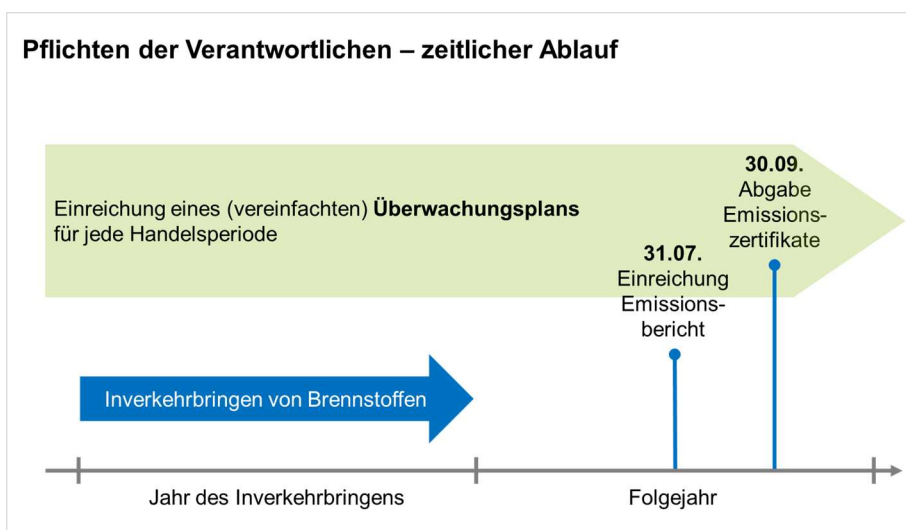 Pflichten der Verantwortlichen – zeitlicher Ablauf
30.09.
Abgabe
Emissions-
zertifikate
Einreichung eines (vereinfachten) Überwachungsplans
für jede Handelsperiode
31.07.
Einreichung
Emissions-
bericht
Inverkehrbringen von Brennstoffen
Jahr des Inverkehrbringens
Folgejahr